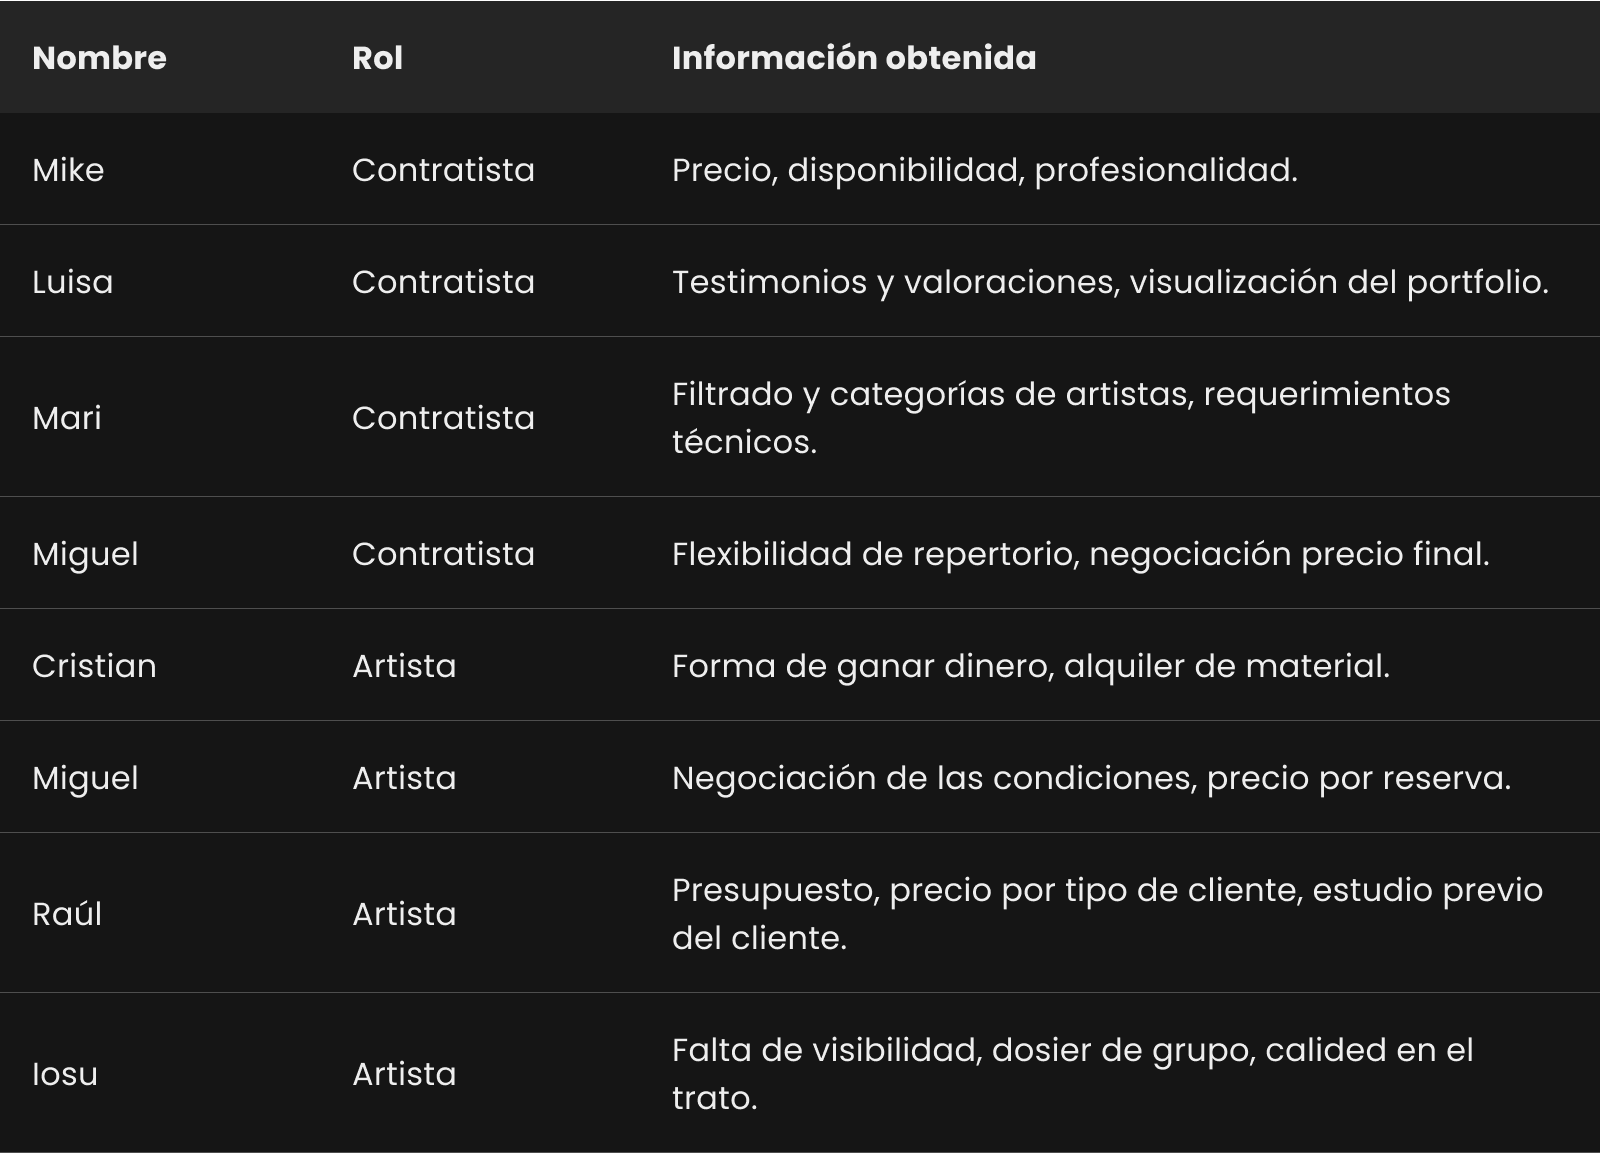 Nombre Rol Información obtenida
Mike Contratista Precio, disponibilidad, profesionalidad.
Luisa Contratista Testimonios y valoraciones, visualización del portfolio.
Mari Contratista Filtrado y categorías de artistas, requerimientos
técnicos.
Miguel Contratista Flexibilidad de repertorio, negociación precio final.
Cristian Artista Forma de ganar dinero, alquiler de material.
Miguel Artista Negociación de las condiciones, precio por reserva.
Raúl Artista Presupuesto, precio por tipo de cliente, estudio previo
del cliente.
Iosu Artista Falta de visibilidad, dosier de grupo, calided en el
trato.